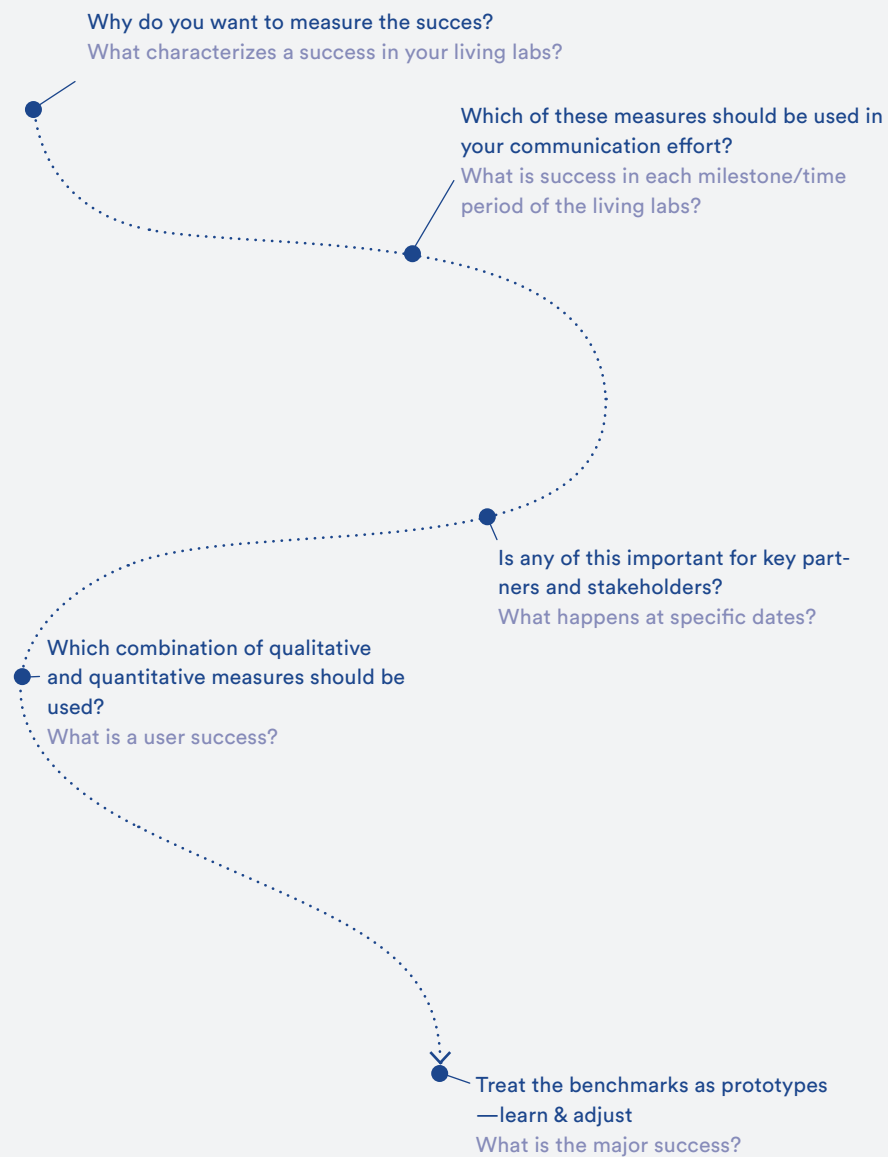 Why do you want to measure the succes?
What characterizes a success in your living labs?
Which of these measures should be used in
your communication effort?
What is success in each milestone/time
period of the living labs?
Is any of this important for key part-
ners and stakeholders?
What happens at specific dates?
Which combination of qualitative
and quantitative measures should be
used?
What is a user success?
Treat the benchmarks as prototypes
—learn & adjust
What is the major success?